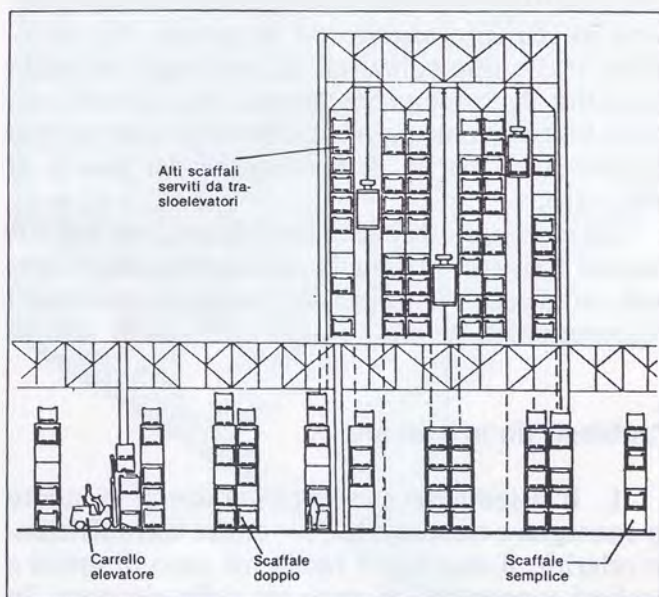 Alti scaffali
serviti da tra-
sloelevatori
Carrello
elevatore
Scaffale
doppio
Scaffale
semplice